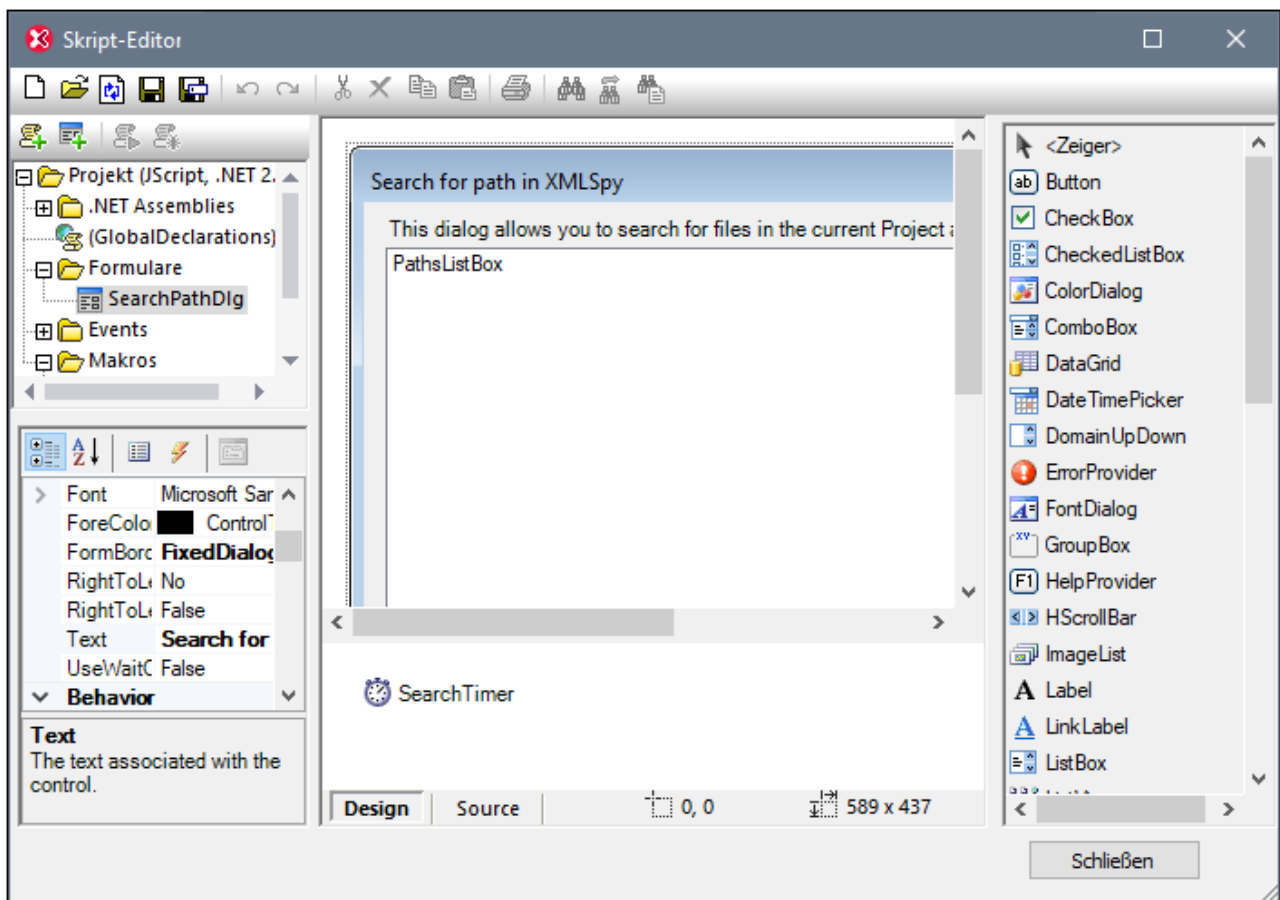 Skript-Editor
Projekt (JScript, .NET 2.
.NET Assemblies
(GlobalDeclarations)
Formulare
SearchPathDlg
Events
Makros
Font Microsoft Sar
ForeColo Control
FormBorc FixedDialog
RightToLe No
RightToLe False
Text Search for
UseWaitC False
Behavior
Text
The text associated with the
control.
Search for path in XMLSpy
This dialog allows you to search for files in the current Project a
PathsListBox
SearchTimer
Design Source 0, 0 589 x 437
<Zeiger>
ab Button
CheckBox
CheckedListBox
ColorDialog
ComboBox
DataGrid
DateTimePicker
DomainUpDown
ErrorProvider
FontDialog
GroupBox
F1 HelpProvider
HScrollBar
ImageList
A Label
A LinkLabel
ListBox
Schließen